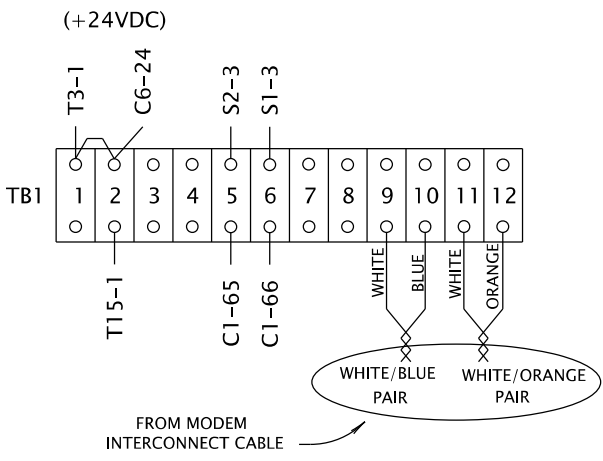 (+24VDC)
T3-1
C6-24
S2-3
S1-3
TB1
1 2 3 4 5 6 7 8 9 10 11 12
T15-1
C1-65
C1-66
WHITE
BLUE
WHITE
ORANGE
WHITE/BLUE
PAIR
WHITE/ORANGE
PAIR
FROM MODEM
INTERCONNECT CABLE